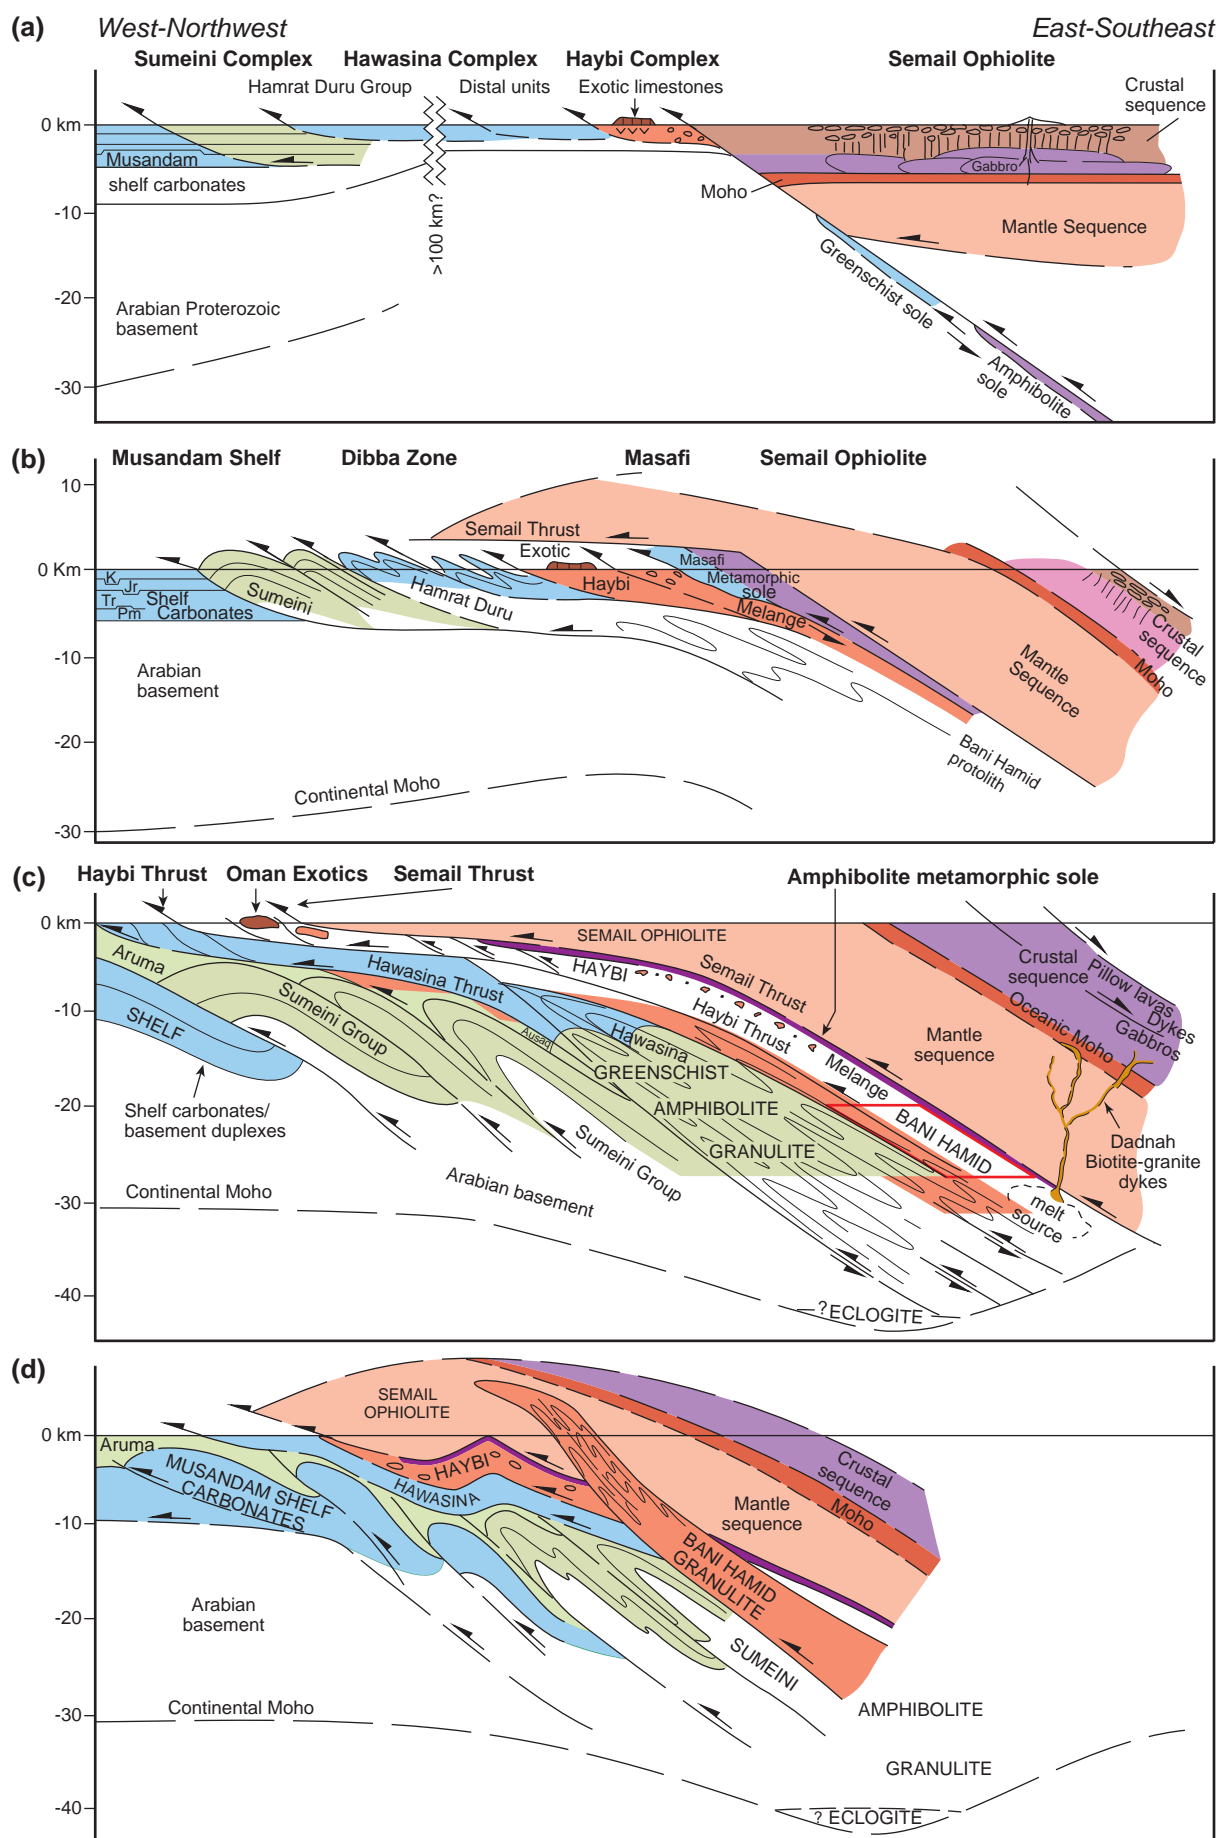 (a)
West-Northwest
East-Southeast
Sumeini Complex
Hawasina Complex
Haybi Complex
Semail Ophiolite
Hamrat Duru Group
Distal units
Exotic limestones
Crustal
sequence
0 km
Musandam
shelf carbonates
Gabbro
Moho
-10
>100 km?
Mantle Sequence
Greenschist sole
-20
Arabian Proterozoic
basement
Amphibolite
sole
-30
(b)
Musandam Shelf
Dibba Zone
Masafi
Semail Ophiolite
10
Semail Thrust
Exotic
0 Km
K
Jr
Tr
Shelf
Pm
Carbonates
Sumeini
Hamrat Duru
Haybi
Masafi
Metamorphic
sole
Melange
Crustal
sequence
Moho
-10
Arabian
basement
Mantle
Sequence
-20
Bani Hamid
protolith
Continental Moho
-30
(c)
Haybi Thrust
Oman Exotics
Semail Thrust
Amphibolite metamorphic sole
0 km
SEMAIL OPHIOLITE
Aruma
Hawasina Thrust
HAYBI
Semail Thrust
Crustal
sequence
Pillow lavas
Dykes
Gabbros
Sumeini Group
-10
SHELF
Ausaq
Hawasina
Haybi Thrust
Oceanic Moho
Mantle
sequence
GREENSCHIST
Melange
-20
Shelf carbonates/
basement duplexes
AMPHIBOLITE
BANI HAMID
GRANULITE
Sumeini Group
Dadnah
Biotite-granite
dykes
Arabian basement
Continental Moho
-30
melt
source
-40
? ECLOGITE
(d)
SEMAIL
OPHIOLITE
0 km
Aruma
MUSANDAM SHELF
CARBONATES
HAYBI
HAWASINA
Crustal
sequence
Moho
Mantle
sequence
-10
BANI HAMID
GRANULITE
Arabian
basement
-20
SUMEINI
Continental Moho
-30
AMPHIBOLITE
GRANULITE
-40
? ECLOGITE